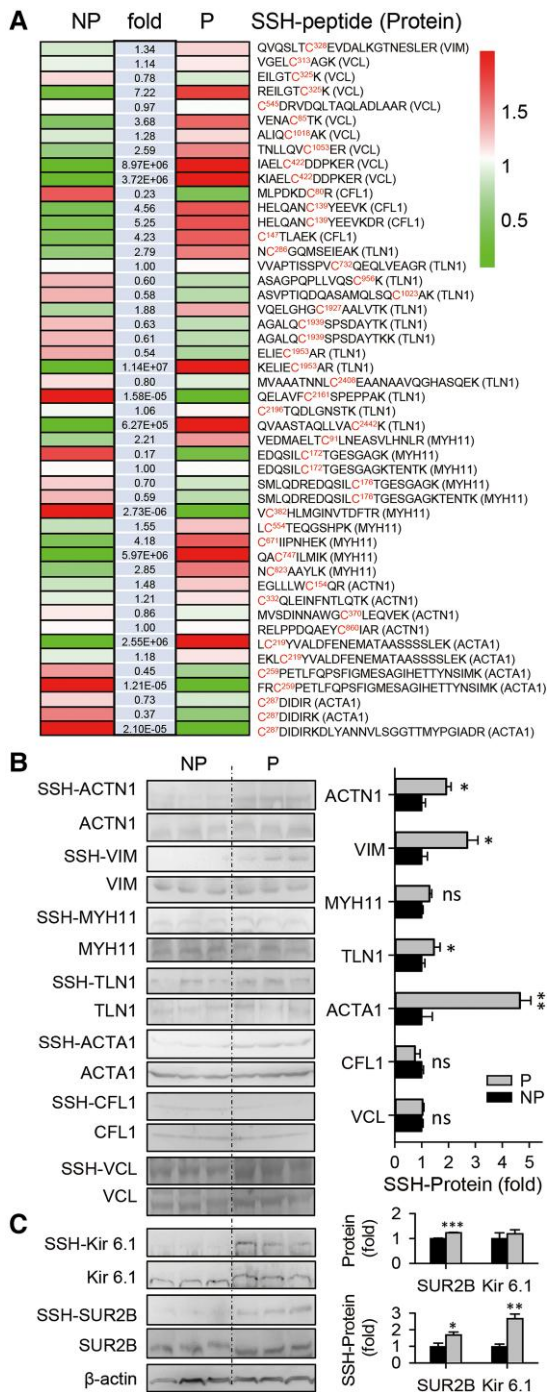 A NP fold P SSH-peptide (Protein)
1.34 QVQSLTC328EVDALKGTNESLER (VIM)
1.14 VGELC313AGK (VCL)
0.78 EILGTC325K (VCL)
7.22 REILGTC325K (VCL)
0.97 C545DRVDQLTAQLADLAAR (VCL)
3.68 VENAC85TK (VCL)
1.28 ALIQC1018AK (VCL)
2.59 TNLLQVC1053ER (VCL)
8.97E+06 IAELC422DDPKER (VCL)
3.72E+06 KIAELC422DDPKER (VCL)
0.23 MLPDKDC80R (CFL1)
4.56 HELQANC139YEEVK (CFL1)
5.25 HELQANC139YEEVKDR (CFL1)
4.23 C147TLAEK (CFL1)
2.79 NC286GQMSEIEAK (TLN1)
1.00 VVAPTISSPVC732QEQLVEAGR (TLN1)
0.60 ASAGPQPLLVQSC956K (TLN1)
0.58 ASVPTIQDQASAMQLSQC1023AK (TLN1)
1.88 VQELGHGC1927AALVTK (TLN1)
0.63 AGALQC1939SPSDAYTK (TLN1)
0.61 AGALQC1939SPSDAYTKK (TLN1)
0.54 ELIEC1953AR (TLN1)
1.14E+07 KELIEC1953AR (TLN1)
0.80 MVAAATNNLC2408EAANAAVQGHASQEK (TLN1)
1.58E-05 QELAVFC2161SPEPPAK (TLN1)
1.06 C2196TQDLGNSTK (TLN1)
6.27E+05 QVAASTAQLLVAC2442K (TLN1)
2.21 VEDMAELTC91LNEASVLHNLR (MYH11)
0.17 EDQSILC172TGESGAGK (MYH11)
1.00 EDQSILC172TGESGAGKTENTK (MYH11)
0.70 SMLQDREDQSILC176TGESGAGK (MYH11)
0.59 SMLQDREDQSILC176TGESGAGKTENTK (MYH11)
2.73E-06 VC382HLMGINVTDFTR (MYH11)
1.55 LC554TEQGSHPK (MYH11)
4.18 C671IIPNHEK (MYH11)
5.97E+06 QAC747ILMIK (MYH11)
2.85 NC823AAYLK (MYH11)
1.48 EGLLLWC154QR (ACTN1)
1.21 C332QLEINFNTLQTK (ACTN1)
0.86 MVSDINNAWGC370LEQVEK (ACTN1)
1.00 RELPPDQAEYC860IAR (ACTN1)
2.55E+06 LC219YVALDFENEMATAASSSSLEK (ACTA1)
1.18 EKLC219YVALDFENEMATAASSSSLEK (ACTA1)
0.45 C259PETLFQPSFIGMESAGIHETTYNSIMK (ACTA1)
1.21E-05 FRC259PETLFQPSFIGMESAGIHETTYNSIMK (ACTA1)
0.73 C287DIDIR (ACTA1)
0.37 C287DIDIRK (ACTA1)
2.10E-05 C287DIDIRKDLYANNVLSGGTTMYPGIADR (ACTA1)
1.5
1
0.5
B NP P
SSH-ACTN1
ACTN1
SSH-VIM
VIM
SSH-MYH11
MYH11
SSH-TLN1
TLN1
SSH-ACTA1
ACTA1
SSH-CFL1
CFL1
SSH-VCL
VCL
ACTN1 *
VIM *
MYH11 ns
TLN1 *
ACTA1 **
CFL1 ns
VCL ns
P
NP
0 1 2 3 4 5
SSH-Protein (fold)
C
SSH-Kir 6.1
Kir 6.1
SSH-SUR2B
SUR2B
β-actin
Protein (fold)
2
1
0
***
SUR2B Kir 6.1
SSH-Protein (fold)
3
2
1
0
* **
SUR2B Kir 6.1